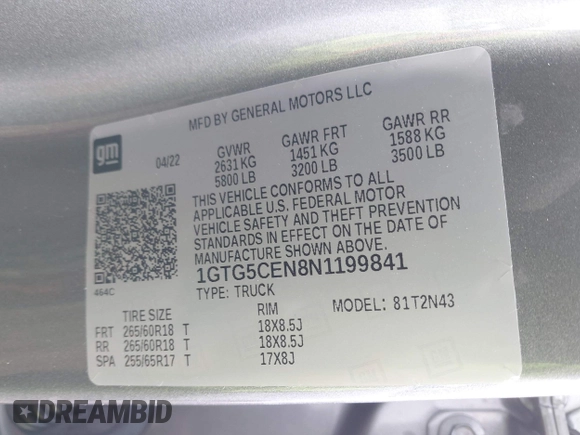 MFD BY GENERAL MOTORS LLC
gm
04/22
GVWR GAWR FRT GAWR RR
2631 KG 1451 KG 1588 KG
5800 LB 3200 LB 3500 LB
THIS VEHICLE CONFORMS TO ALL
APPLICABLE U.S. FEDERAL MOTOR
VEHICLE SAFETY AND THEFT PREVENTION
STANDARDS IN EFFECT ON THE DATE OF
MANUFACTURE SHOWN ABOVE.
464C
1GTG5CEN8N1199841
TYPE: TRUCK MODEL: 81T2N43
TIRE SIZE RIM
FRT 265/60R18 T 18X8.5J
RR 265/60R18 T 18X8.5J
SPA 255/65R17 T 17X8J
DREAMBID